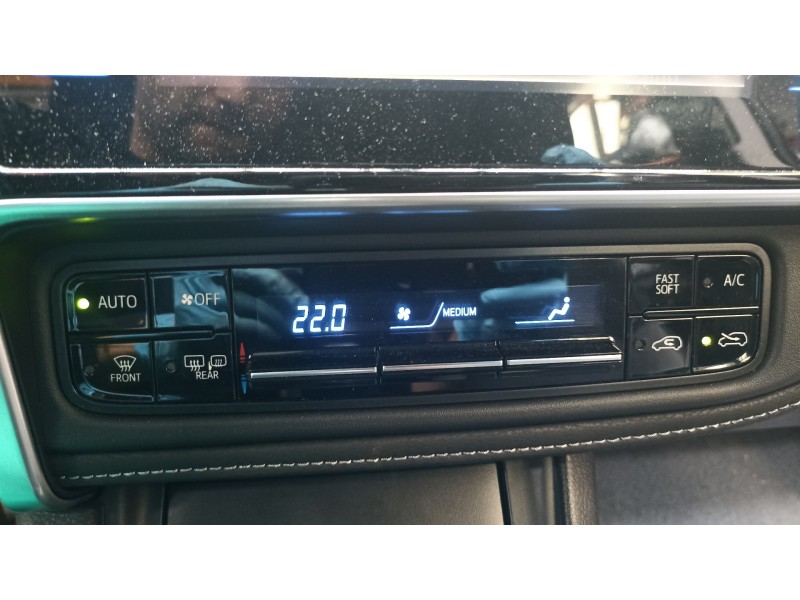 AUTO
OFF
22.0
MEDIUM
FAST
SOFT
A/C
FRONT
REAR